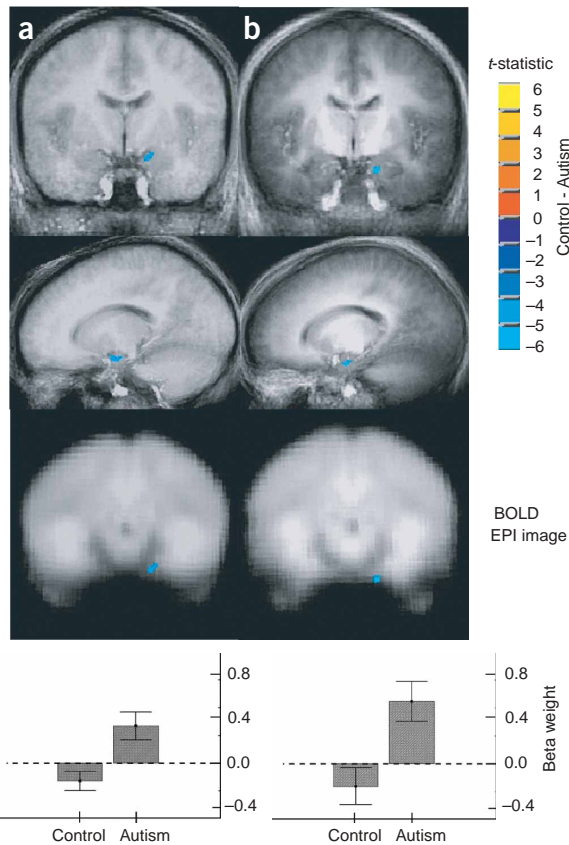 a
b
t-statistic
6
5
4
3
2
1
0
–1
–2
–3
–4
–5
–6
Control - Autism
BOLD
EPI image
0.8
0.4
0.0
–0.4
Control Autism
0.8
0.4
0.0
–0.4
Beta weight
Control Autism